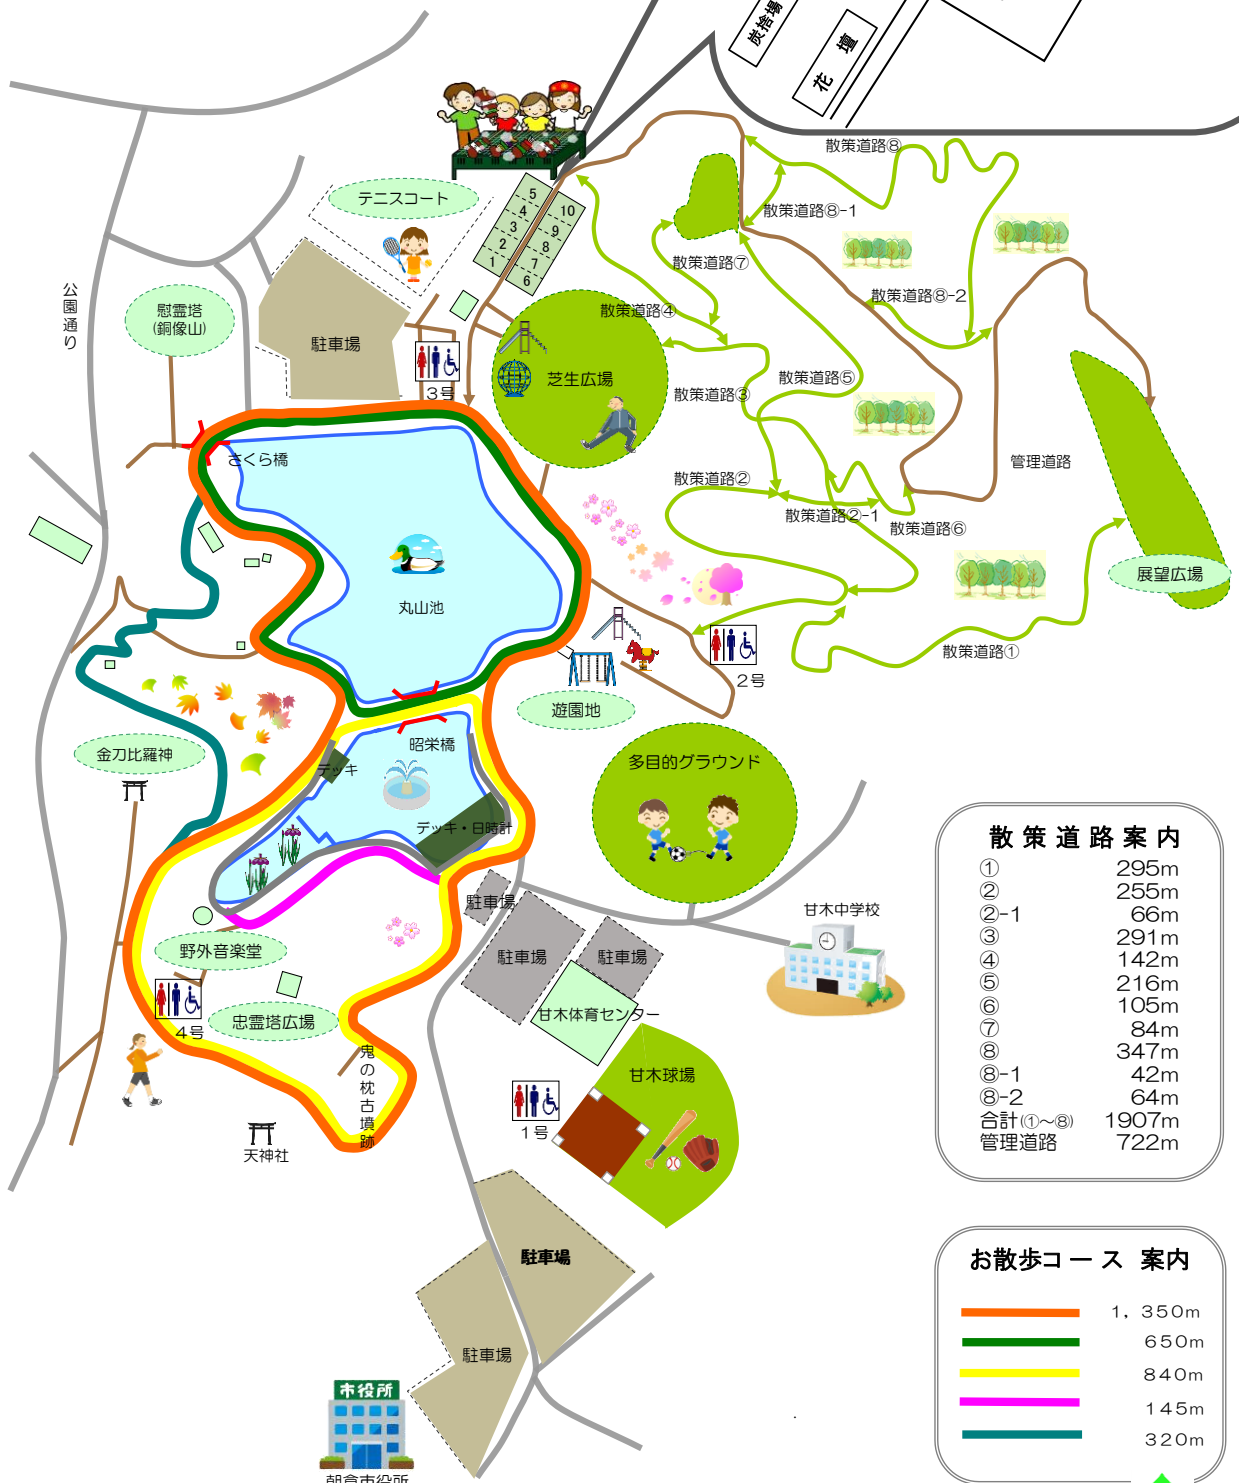 炭捨場
花壇
散策道路⑧
テニスコート
5
4
3
2
1
10
9
8
7
6
散策道路⑧-1
散策道路⑦
散策道路⑧-2
公園通り
慰霊塔
(銅像山)
駐車場
散策道路④
3号
芝生広場
散策道路③
散策道路⑤
さくら橋
散策道路②
管理道路
散策道路②-1
散策道路⑥
丸山池
展望広場
散策道路①
2号
遊園地
金刀比羅神
昭栄橋
デッキ
多目的グラウンド
デッキ・日時計
駐車場
甘木中学校
野外音楽堂
駐車場
駐車場
4号
忠霊塔広場
甘木体育センター
鬼の枕古墳跡
甘木球場
1号
天神社
駐車場
駐車場
市役所
朝倉市役所
散策道路案内
① 295m
② 255m
②-1 66m
③ 291m
④ 142m
⑤ 216m
⑥ 105m
⑦ 84m
⑧ 347m
⑧-1 42m
⑧-2 64m
合計(①～⑧) 1907m
管理道路 722m
お散歩コース 案内
1，350m
650m
840m
145m
320m